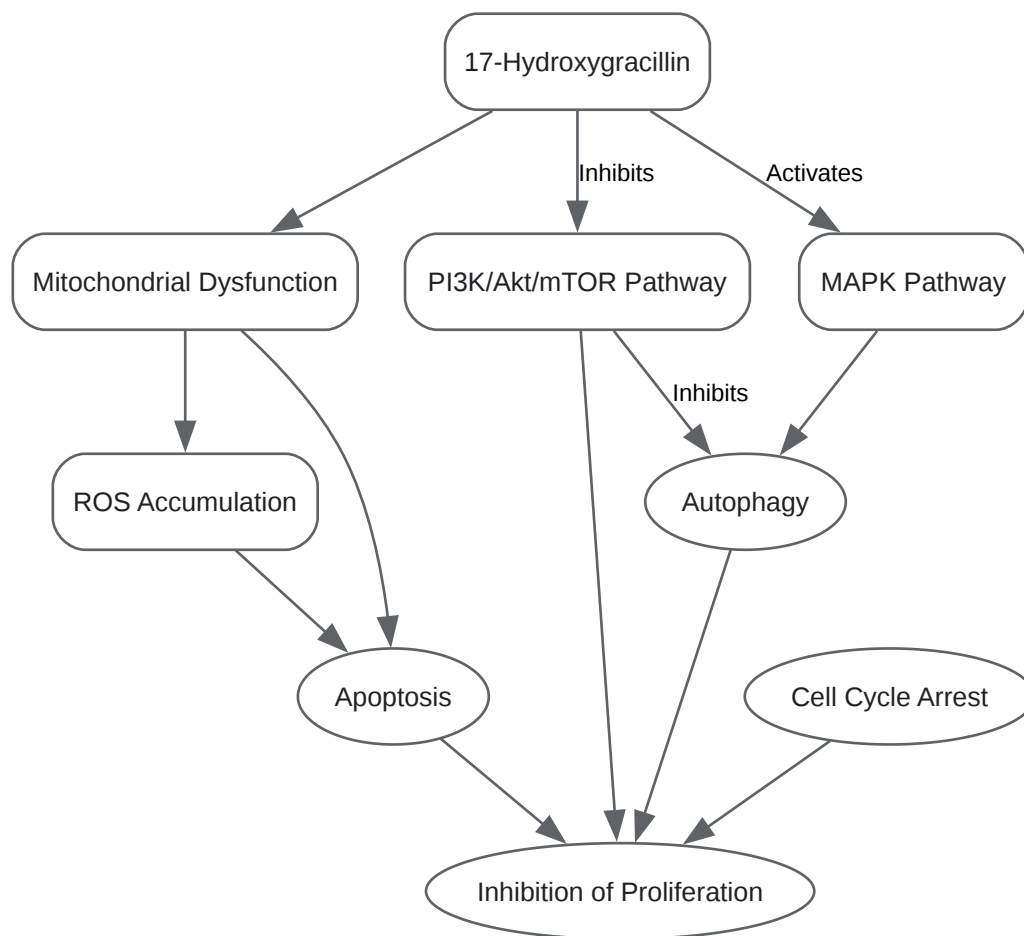 17-Hydroxygracillin
Inhibits
Activates
Mitochondrial Dysfunction
PI3K/Akt/mTOR Pathway
MAPK Pathway
Inhibits
ROS Accumulation
Autophagy
Apoptosis
Cell Cycle Arrest
Inhibition of Proliferation